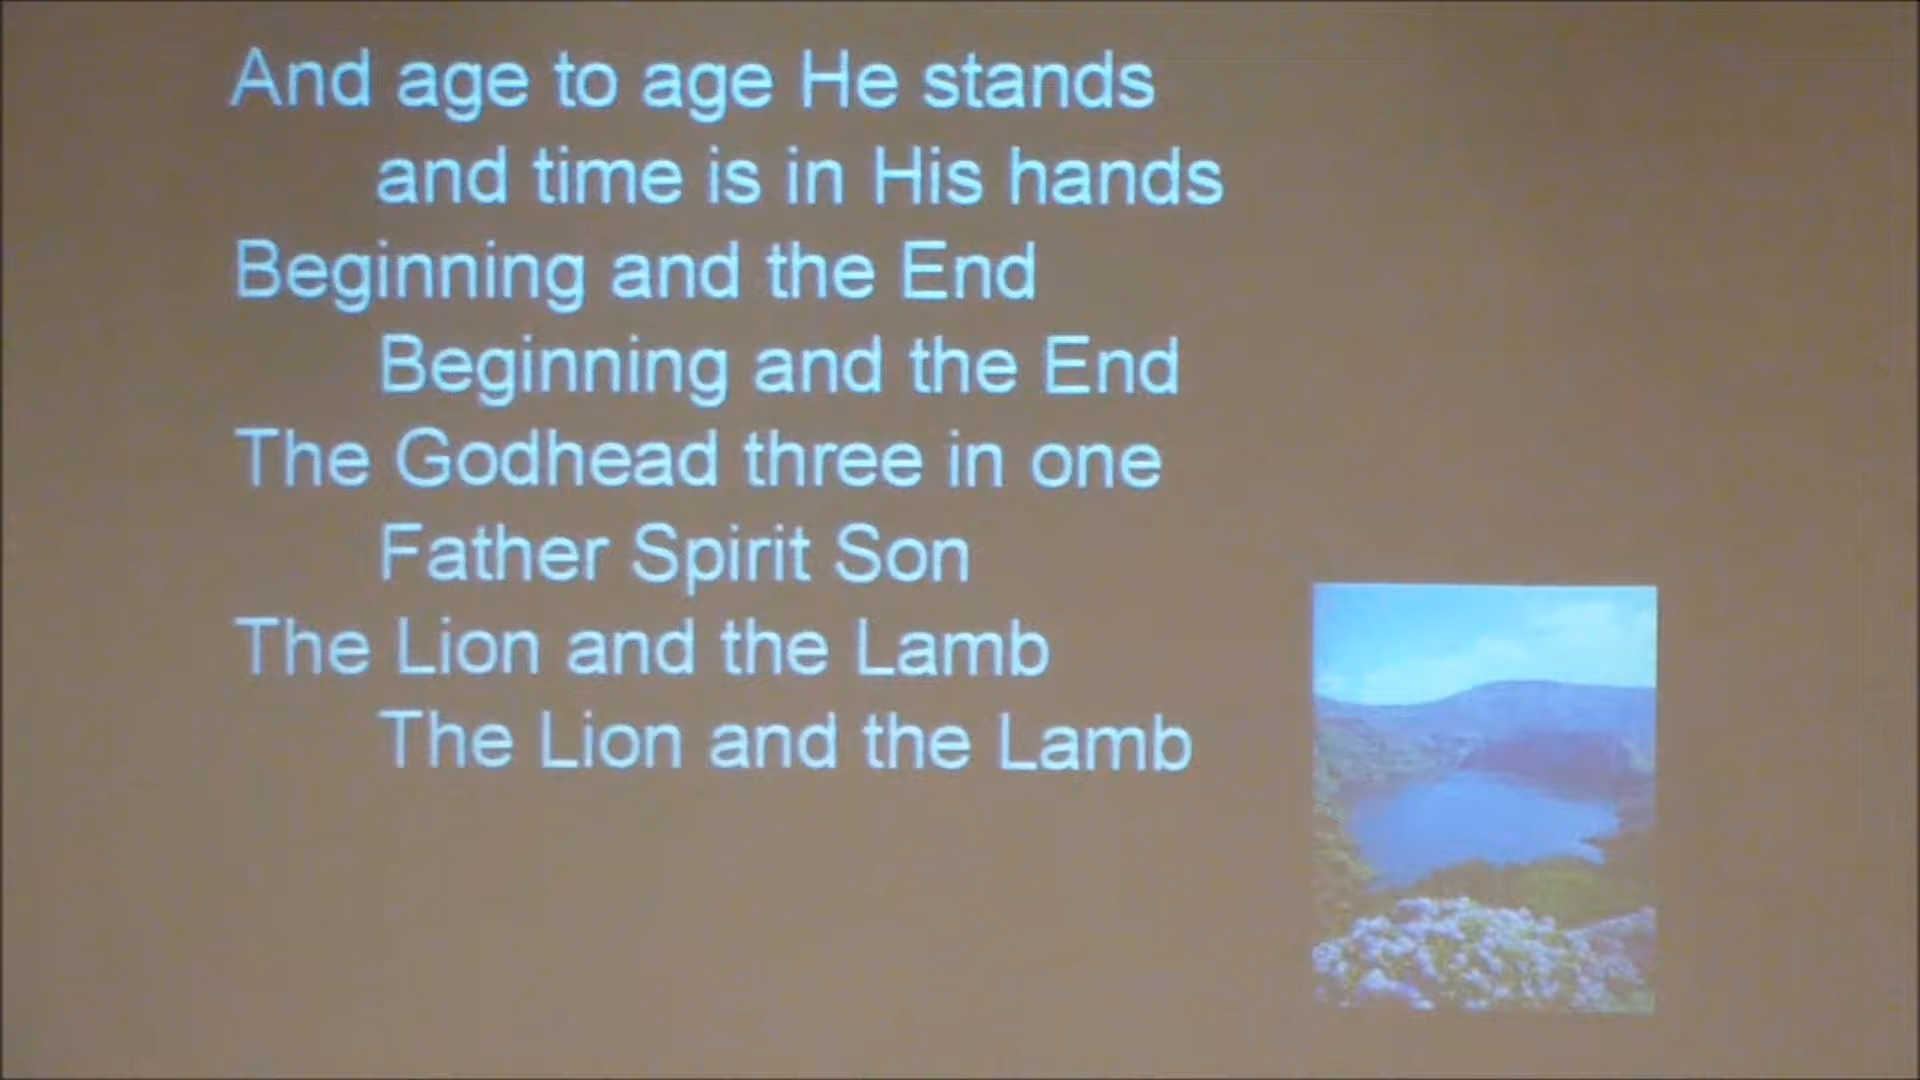 And age to age He stands
and time is in His hands
Beginning and the End
Beginning and the End
The Godhead three in one
Father Spirit Son
The Lion and the Lamb
The Lion and the Lamb